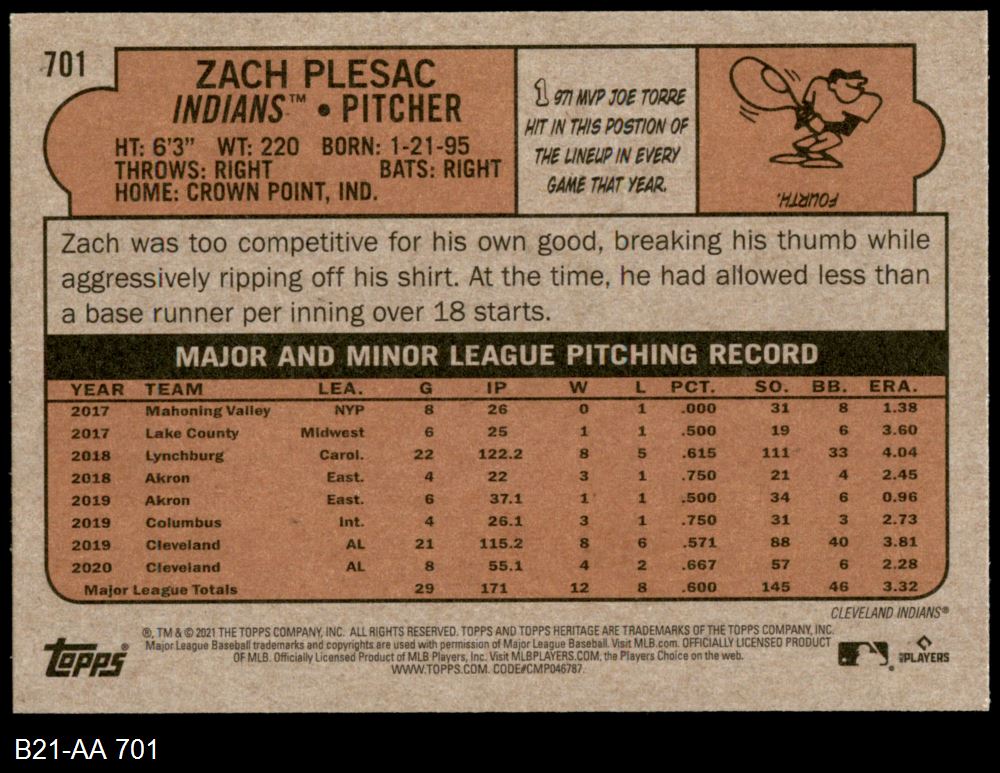 701
ZACH PLESAC
INDIANS™ • PITCHER
HT: 6'3" WT: 220 BORN: 1-21-95
THROWS: RIGHT BATS: RIGHT
HOME: CROWN POINT, IND.
1971 MVP JOE TORRE
HIT IN THIS POSTION OF
THE LINEUP IN EVERY
GAME THAT YEAR.
FOURTH.
Zach was too competitive for his own good, breaking his thumb while
aggressively ripping off his shirt. At the time, he had allowed less than
a base runner per inning over 18 starts.
MAJOR AND MINOR LEAGUE PITCHING RECORD
YEAR TEAM LEA. G IP W L PCT. SO. BB. ERA.
2017 Mahoning Valley NYP 8 26 0 1 .000 31 8 1.38
2017 Lake County Midwest 6 25 1 1 .500 19 6 3.60
2018 Lynchburg Carol. 22 122.2 8 5 .615 111 33 4.04
2018 Akron East. 4 22 3 1 .750 21 4 2.45
2019 Akron East. 6 37.1 1 1 .500 34 6 0.96
2019 Columbus Int. 4 26.1 3 1 .750 31 3 2.73
2019 Cleveland AL 21 115.2 8 6 .571 88 40 3.81
2020 Cleveland AL 8 55.1 4 2 .667 57 6 2.28
Major League Totals 29 171 12 8 .600 145 46 3.32
CLEVELAND INDIANS®
topps®
®, TM & © 2021 THE TOPPS COMPANY, INC. ALL RIGHTS RESERVED. TOPPS AND TOPPS HERITAGE ARE TRADEMARKS OF THE TOPPS COMPANY, INC.
Major League Baseball trademarks and copyrights are used with permission of Major League Baseball. Visit MLB.com. OFFICIALLY LICENSED PRODUCT
OF MLB. Officially Licensed Product of MLB Players, Inc. Visit MLBPLAYERS.COM, the Players Choice on the web.
WWW.TOPPS.COM. CODE#CMP046787.
PLAYERS
B21-AA 701